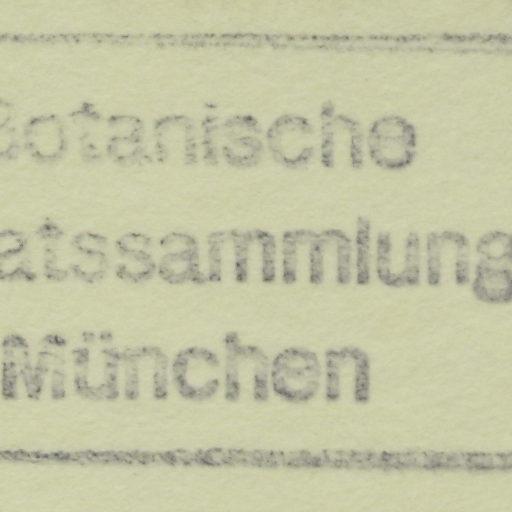 Botanische
atssammlung
München